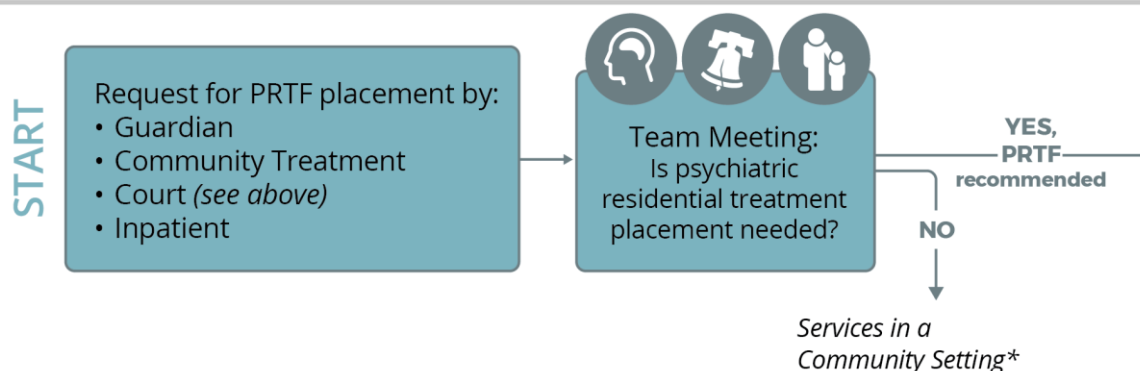 START
Request for PRTF placement by:
• Guardian
• Community Treatment
• Court (see above)
• Inpatient
Team Meeting:
Is psychiatric
residential treatment
placement needed?
YES,
PRTF
recommended
NO
Services in a
Community Setting*